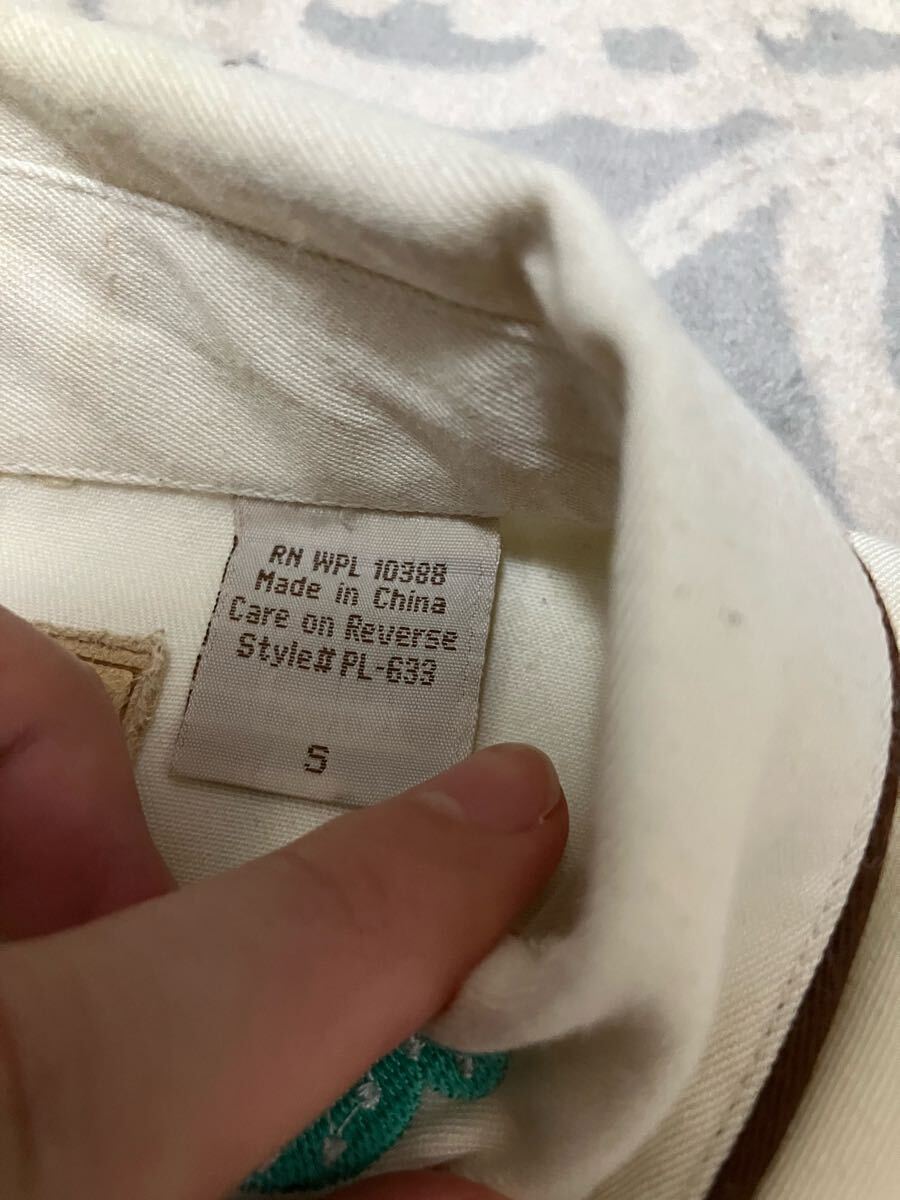 RN WPL 10388
Made in China
Care on Reverse
Style# PL-633
S